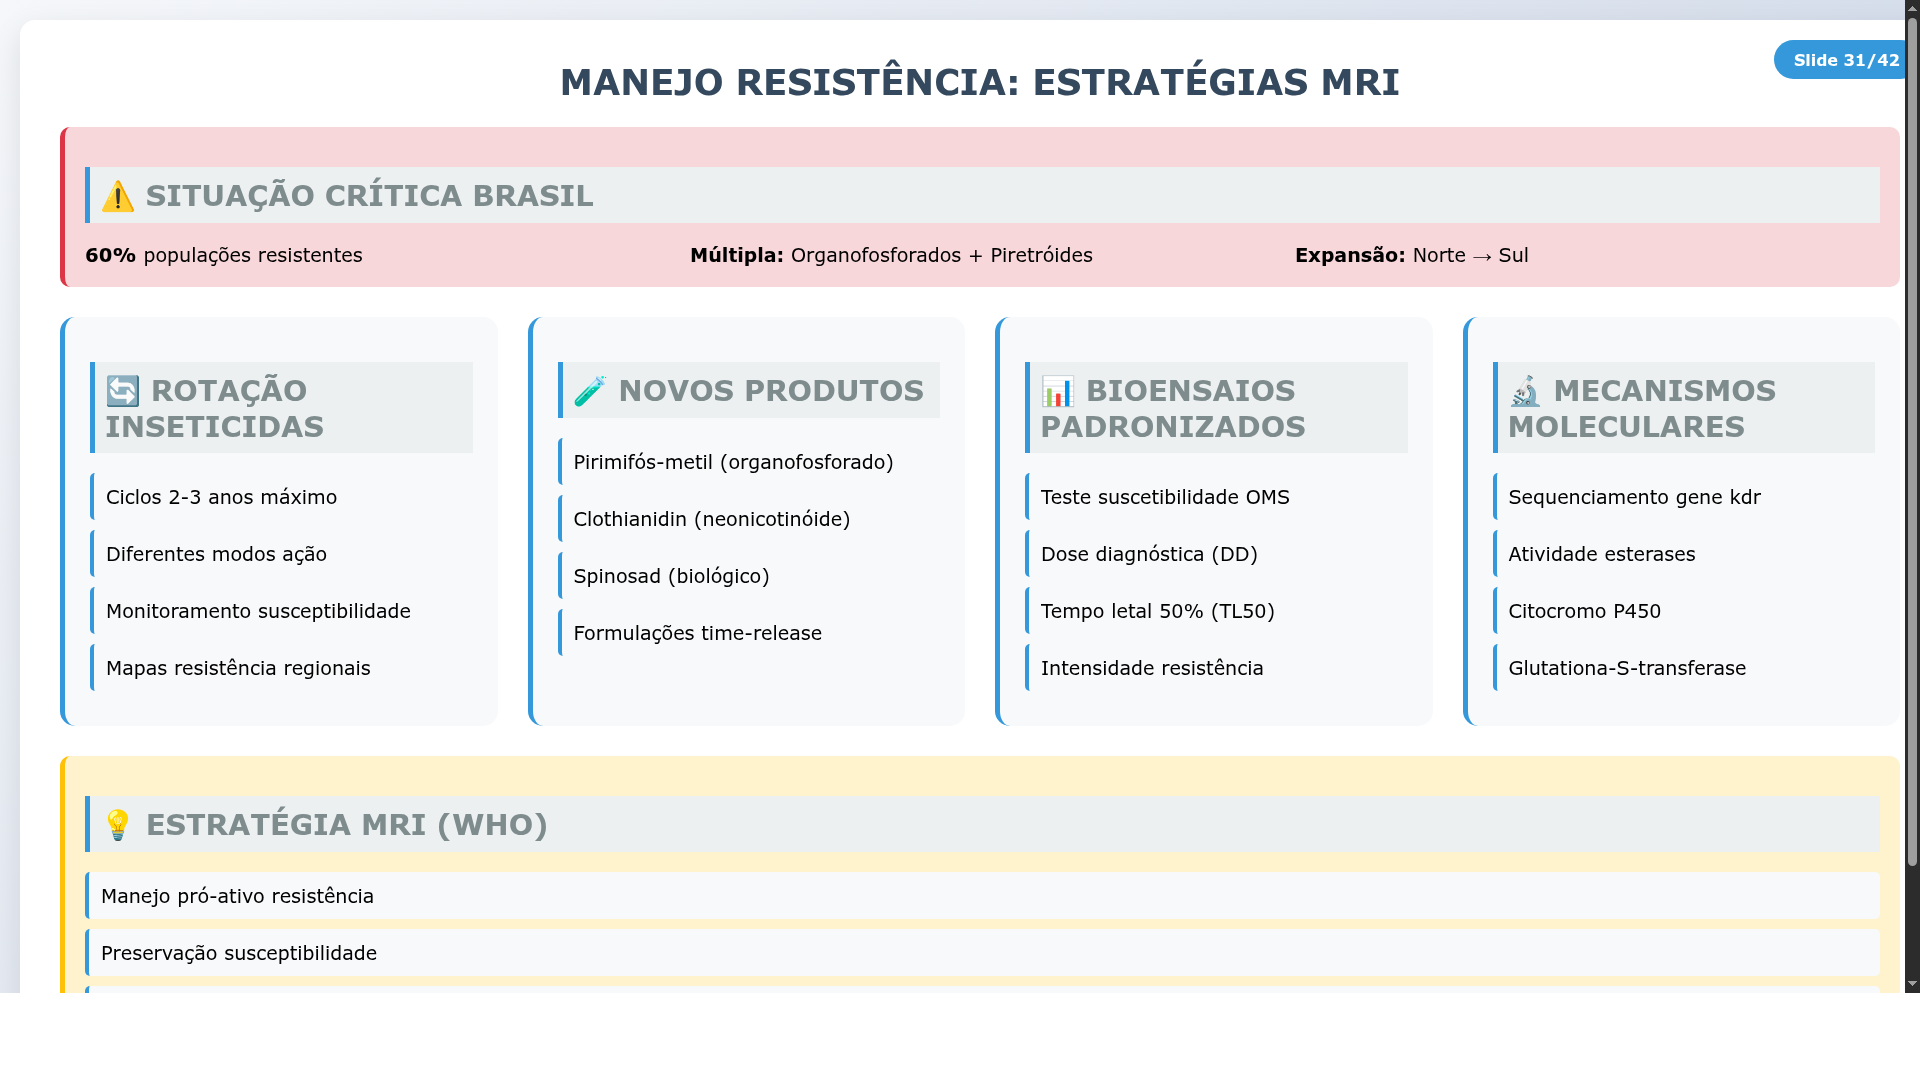 Slide 31/42
MANEJO RESISTÊNCIA: ESTRATÉGIAS MRI
⚠️ SITUAÇÃO CRÍTICA BRASIL
60% populações resistentes
Múltipla: Organofosforados + Piretróides
Expansão: Norte → Sul
🔄 ROTAÇÃO
INSETICIDAS
Ciclos 2-3 anos máximo
Diferentes modos ação
Monitoramento susceptibilidade
Mapas resistência regionais
🧪 NOVOS PRODUTOS
Pirimifós-metil (organofosforado)
Clothianidin (neonicotinóide)
Spinosad (biológico)
Formulações time-release
📊 BIOENSAIOS
PADRONIZADOS
Teste suscetibilidade OMS
Dose diagnóstica (DD)
Tempo letal 50% (TL50)
Intensidade resistência
🔬 MECANISMOS
MOLECULARES
Sequenciamento gene kdr
Atividade esterases
Citocromo P450
Glutationa-S-transferase
💡 ESTRATÉGIA MRI (WHO)
Manejo pró-ativo resistência
Preservação susceptibilidade